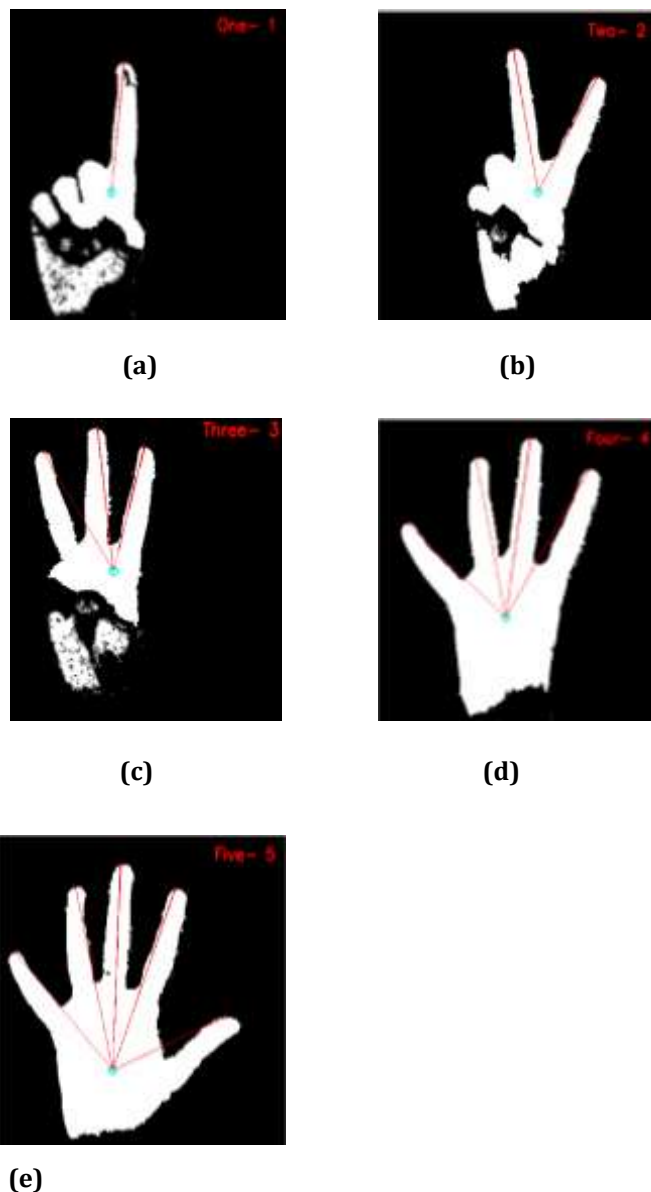 One- 1
Two- 2
(a)
(b)
Three- 3
Four- 4
(c)
(d)
Five- 5
(e)